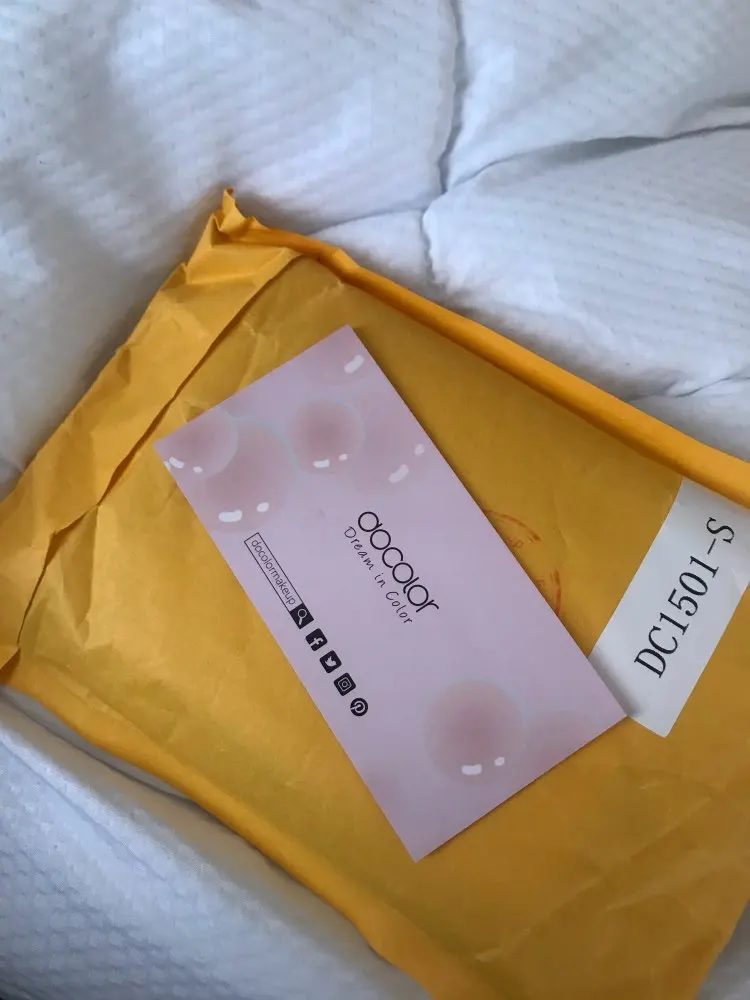 docolor
Dream in Color
docolormakeup
DC1501-S